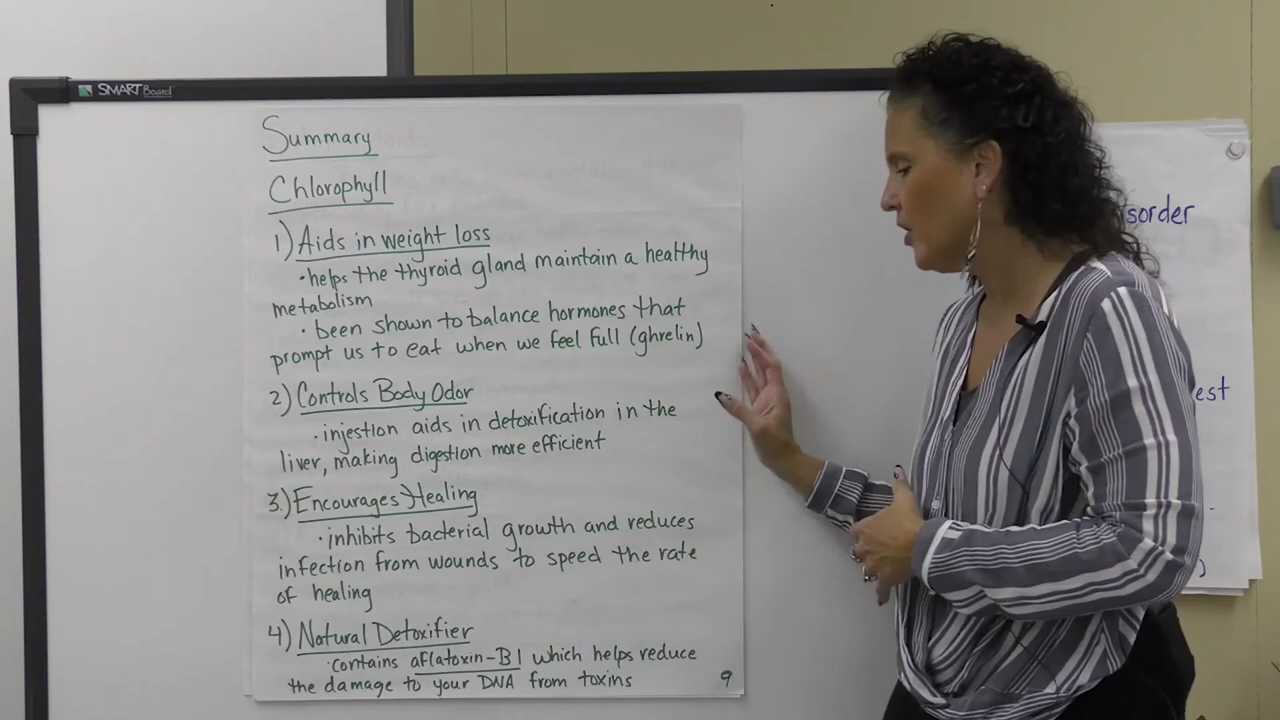 SMART Board
Summary
Chlorophyll
1) Aids in weight loss
• helps the thyroid gland maintain a healthy
metabolism
• been shown to balance hormones that
prompt us to eat when we feel full (ghrelin)
2) Controls Body Odor
• injestion aids in detoxification in the
liver, making digestion more efficient
3.) Encourages Healing
• inhibits bacterial growth and reduces
infection from wounds to speed the rate
of healing
4) Natural Detoxifier
• contains aflatoxin-B1 which helps reduce
the damage to your DNA from toxins
9
sorder
est
)